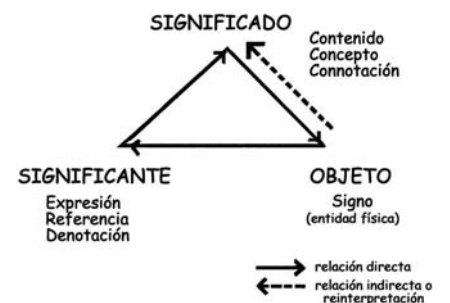 SIGNIFICADO
Contenido
Concepto
Connotación
SIGNIFICANTE
Expresión
Referencia
Denotación
OBJETO
Signo
(entidad física)
relación directa
relación indirecta o
reinterpretación